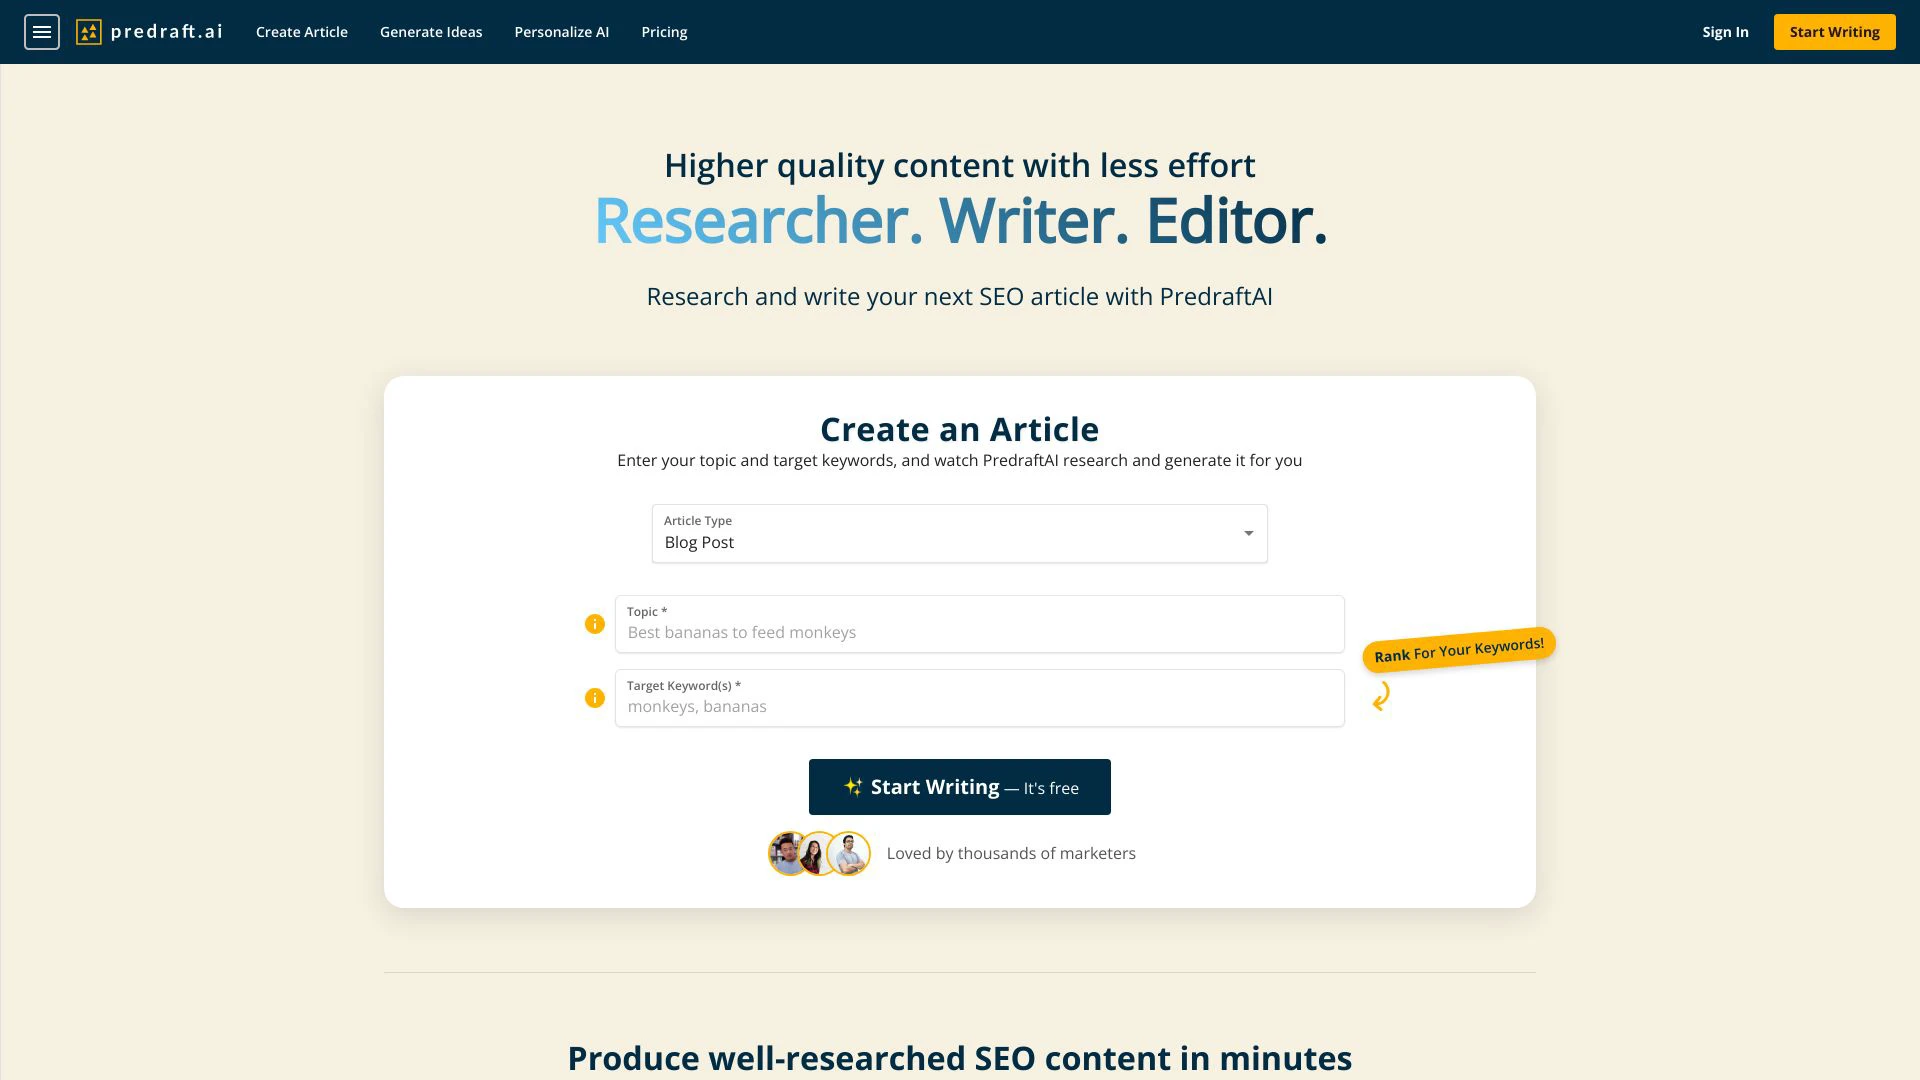 predraft.ai
Create Article
Generate Ideas
Personalize AI
Pricing
Sign In
Start Writing
Higher quality content with less effort
Researcher. Writer. Editor.
Research and write your next SEO article with PredraftAI
Create an Article
Enter your topic and target keywords, and watch PredraftAI research and generate it for you
Article Type
Blog Post
Topic *
Best bananas to feed monkeys
Rank For Your Keywords!
Target Keyword(s) *
monkeys, bananas
✨ Start Writing — It's free
Loved by thousands of marketers
Produce well-researched SEO content in minutes